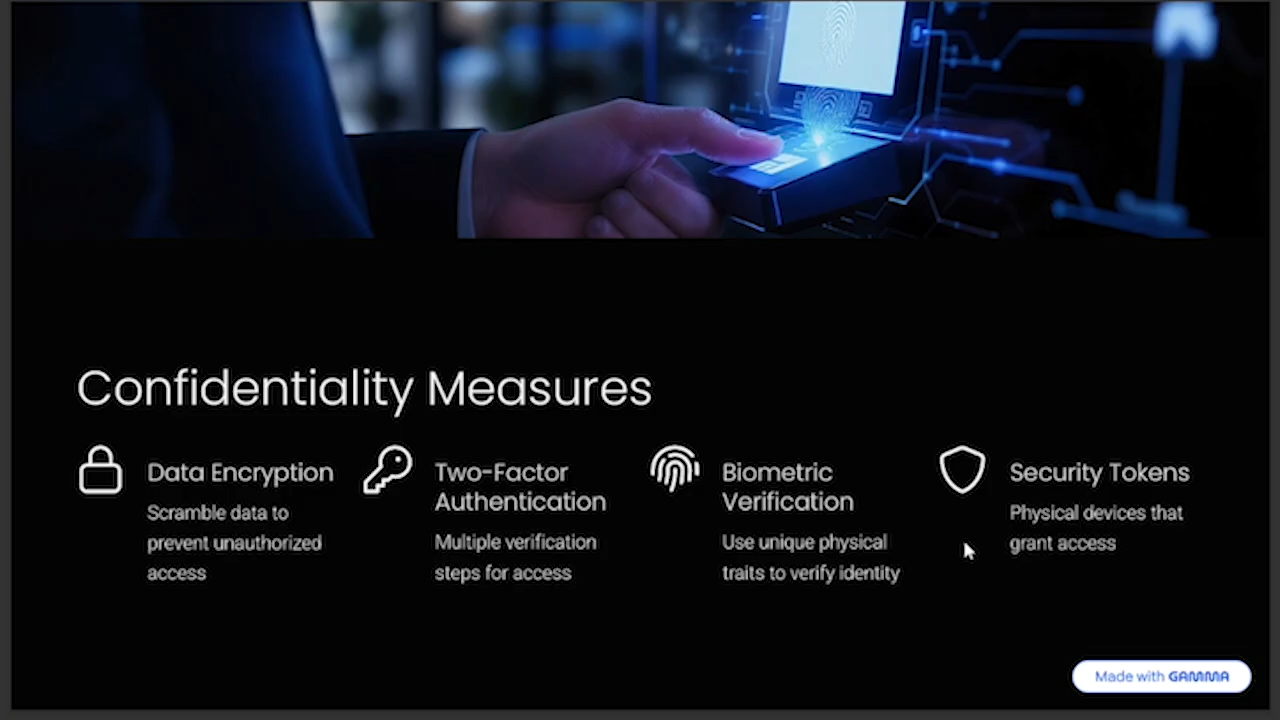 Confidentiality Measures
Data Encryption
Scramble data to
prevent unauthorized
access
Two-Factor
Authentication
Multiple verification
steps for access
Biometric
Verification
Use unique physical
traits to verify identity
Security Tokens
Physical devices that
grant access
Made with GAMMA